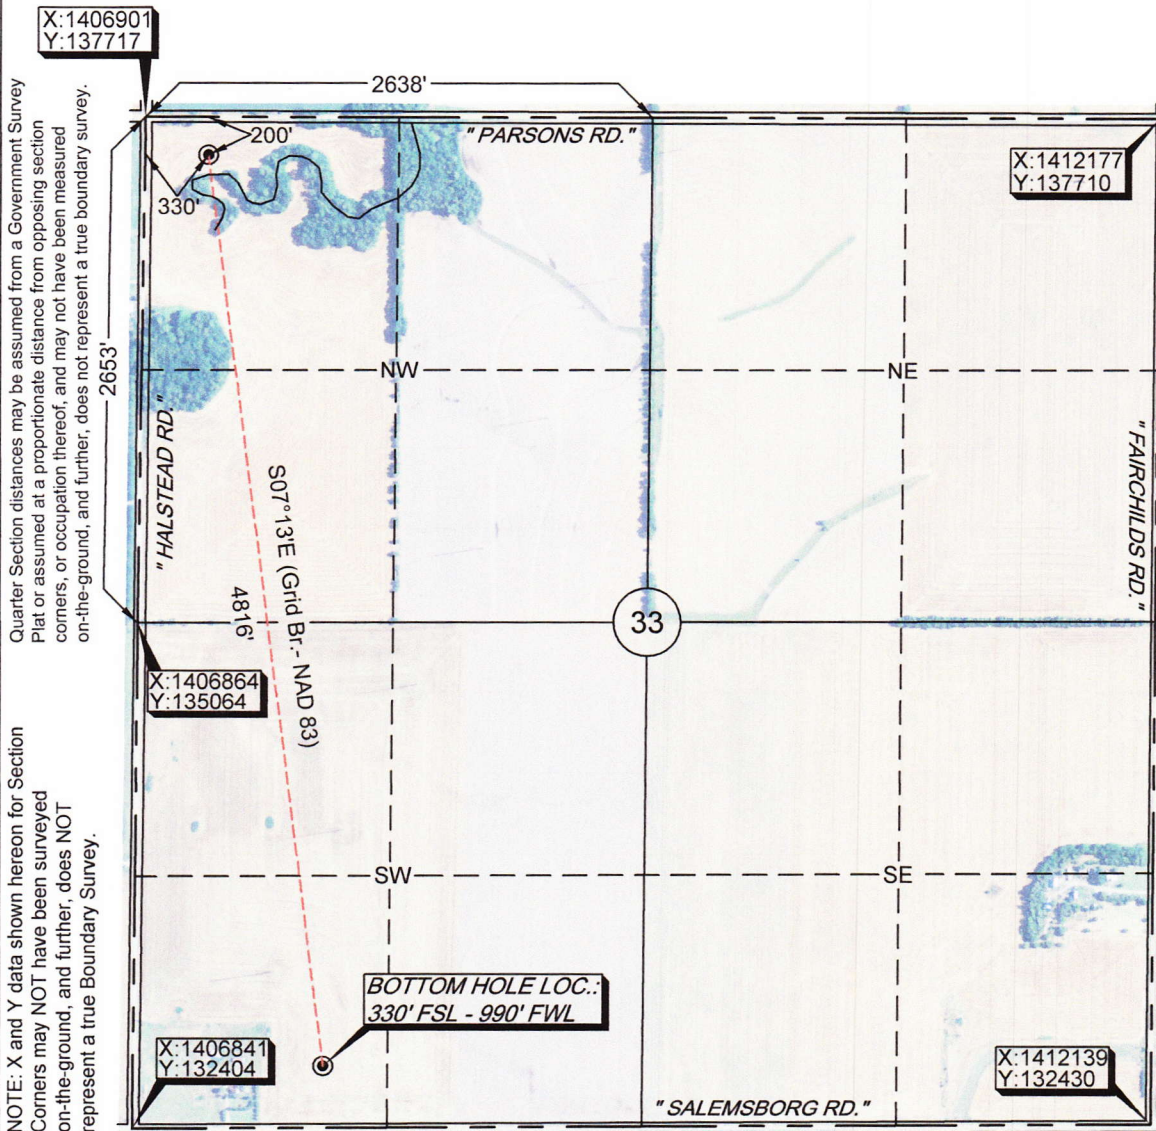 X:1406901
Y:137717
2638'
"PARSONS RD."
200'
330'
X:1412177
Y:137710
Quarter Section distances may be assumed from a Government Survey
Plat or assumed at a proportionate distance from opposing section
corners, or occupation thereof, and may not have been measured
on-the-ground, and further, does not represent a true boundary survey.
2653'
"HALSTEAD RD."
NW
NE
"FAIRCHILDS RD."
S07°13'E (Grid Br.- NAD 83)
4816'
33
X:1406864
Y:135064
NOTE: X and Y data shown hereon for Section
Corners may NOT have been surveyed
on-the-ground, and further, does NOT
represent a true Boundary Survey.
SW
SE
BOTTOM HOLE LOC.:
330' FSL - 990' FWL
X:1406841
Y:132404
X:1412139
Y:132430
"SALEMSBORG RD."